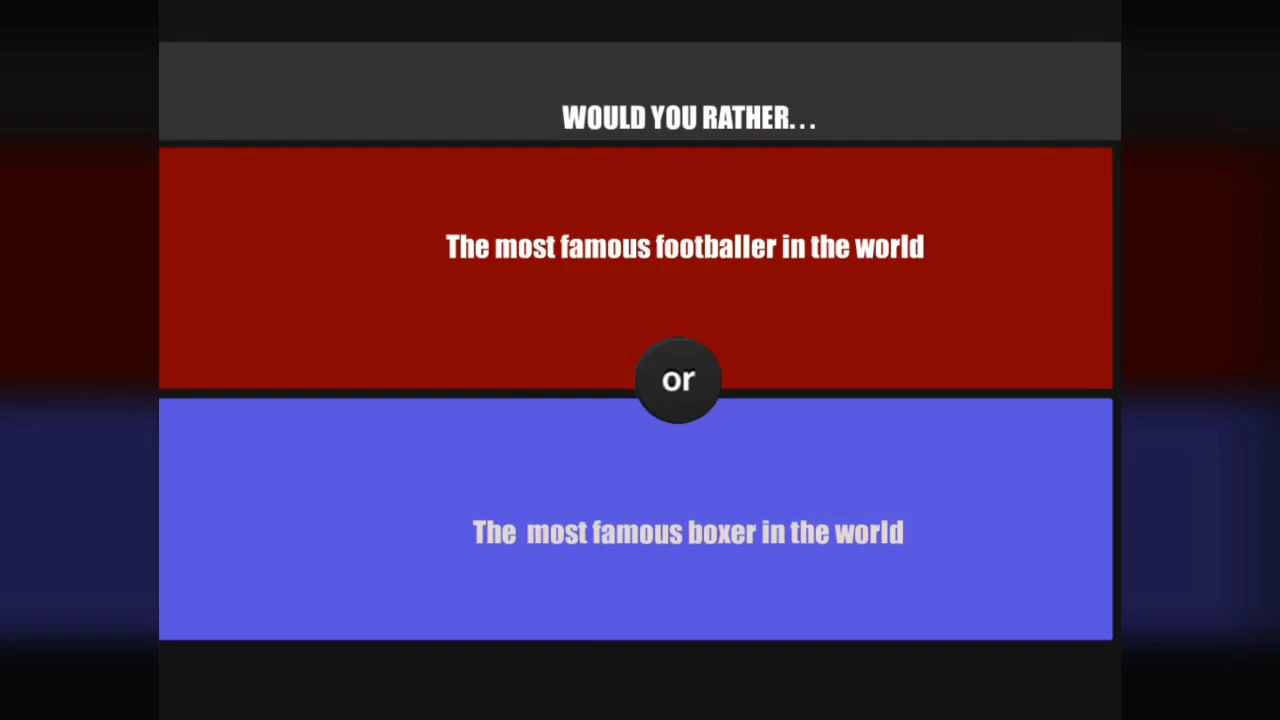 WOULD YOU RATHER...
The most famous footballer in the world
or
The most famous boxer in the world